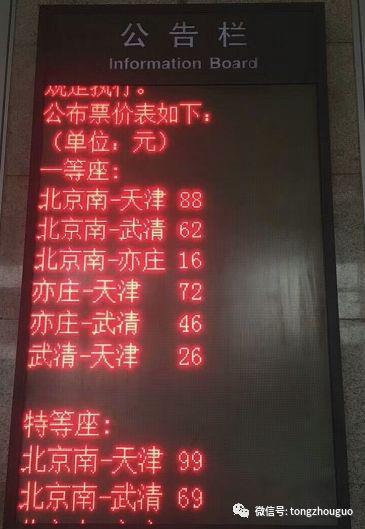 公告栏
Information Board
规定执行。
公布票价表如下：
（单位：元）
一等座：
北京南-天津 88
北京南-武清 62
北京南-亦庄 16
亦庄-天津 72
亦庄-武清 46
武清-天津 26
特等座：
北京南-天津 99
北京南-武清 69
微信号: tongzhouguo